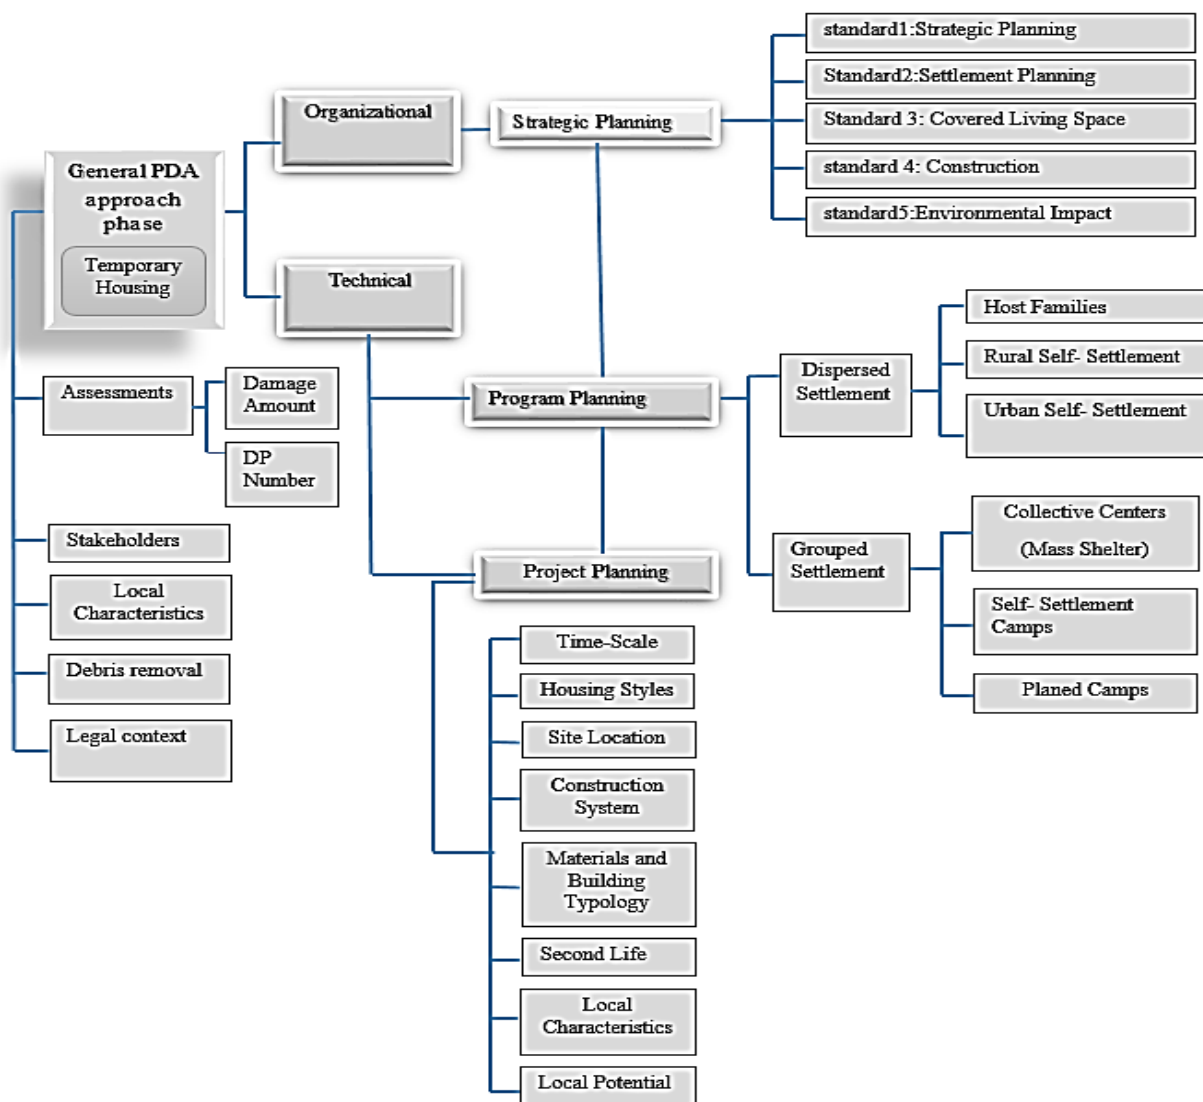 General PDA
approach
phase
Temporary
Housing
Organizational
Technical
Strategic Planning
standard1:Strategic Planning
Standard2:Settlement Planning
Standard 3: Covered Living Space
standard 4: Construction
standard5:Environmental Impact
Assessments
Damage
Amount
DP
Number
Stakeholders
Local
Characteristics
Debris removal
Legal context
Program Planning
Dispersed
Settlement
Host Families
Rural Self- Settlement
Urban Self- Settlement
Grouped
Settlement
Collective Centers
(Mass Shelter)
Self- Settlement
Camps
Planed Camps
Project Planning
Time-Scale
Housing Styles
Site Location
Construction
System
Materials and
Building
Typology
Second Life
Local
Characteristics
Local Potential